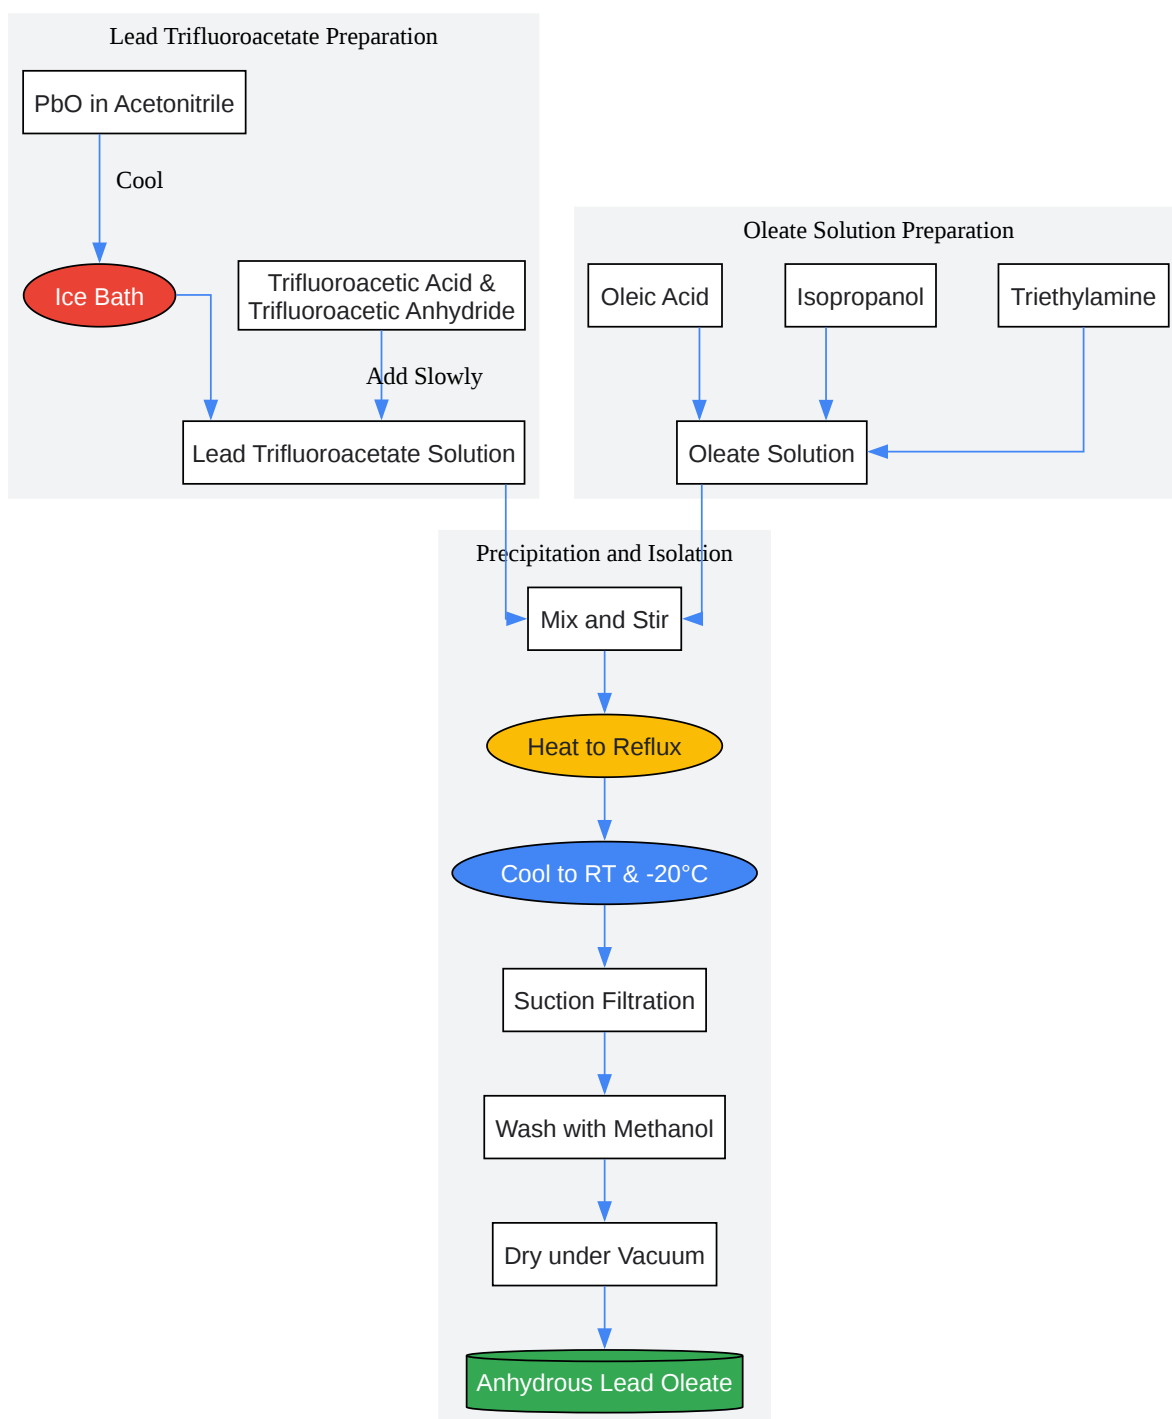 Lead Trifluoroacetate Preparation
PbO in Acetonitrile
Cool
Ice Bath
Trifluoroacetic Acid &
Trifluoroacetic Anhydride
Add Slowly
Lead Trifluoroacetate Solution
Oleate Solution Preparation
Oleic Acid
Isopropanol
Triethylamine
Oleate Solution
Precipitation and Isolation
Mix and Stir
Heat to Reflux
Cool to RT & -20°C
Suction Filtration
Wash with Methanol
Dry under Vacuum
Anhydrous Lead Oleate